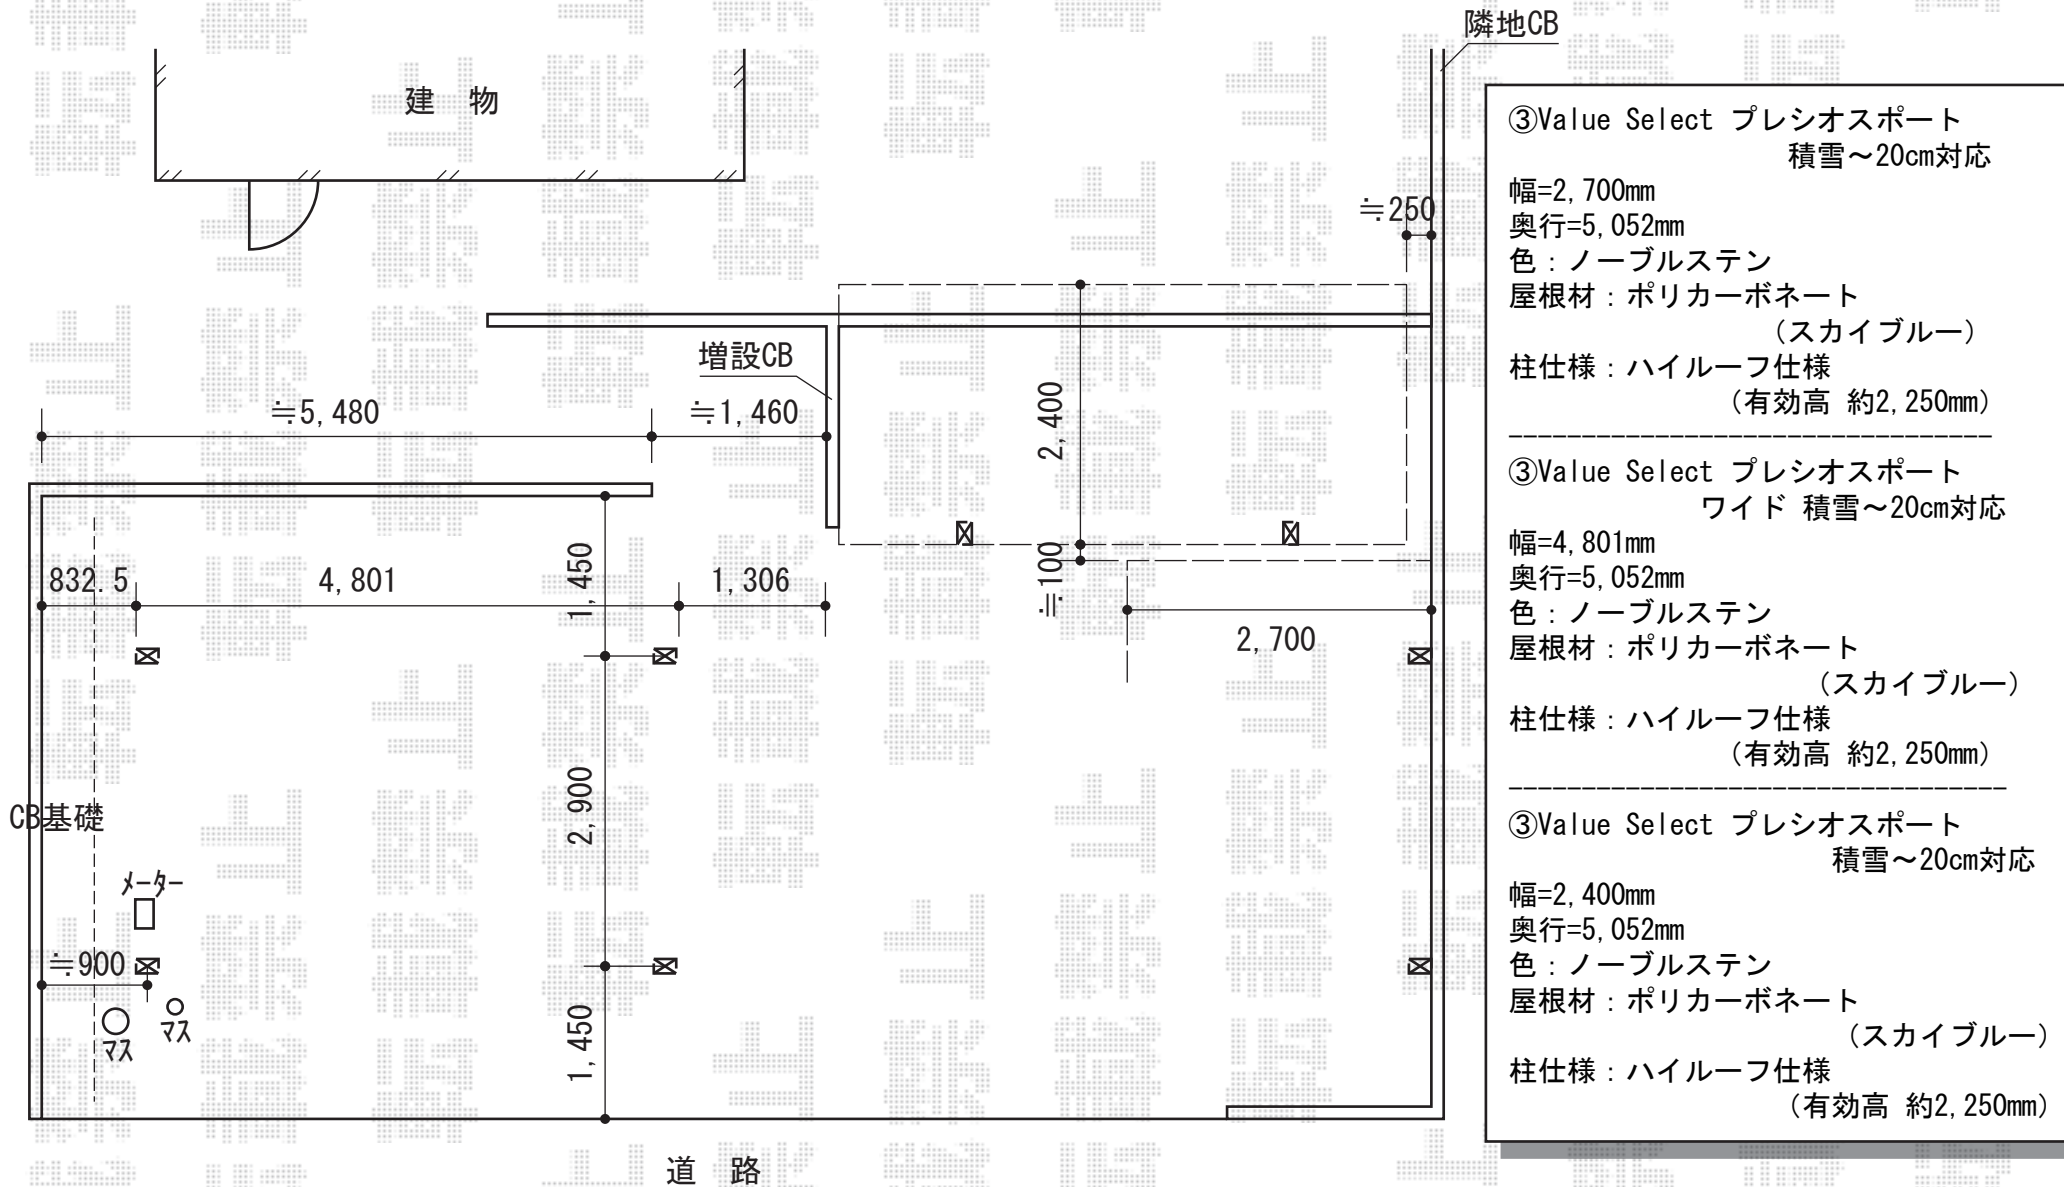 隣地CB
建 物
≒250
増設CB
≒5,480
≒1,460
2,400
832.5
4,801
1,450
1,306
≒100
2,700
CB基礎
2,900
メーター
≒900
マス
マス
1,450
道 路
③Value Select プレシオスポート
積雪～20cm対応
幅=2,700mm
奥行=5,052mm
色：ノーブルステン
屋根材：ポリカーボネート
（スカイブルー）
柱仕様：ハイルーフ仕様
（有効高 約2,250mm）
----------------------------------
③Value Select プレシオスポート
ワイド 積雪～20cm対応
幅=4,801mm
奥行=5,052mm
色：ノーブルステン
屋根材：ポリカーボネート
（スカイブルー）
柱仕様：ハイルーフ仕様
（有効高 約2,250mm）
-----------------------------------
③Value Select プレシオスポート
積雪～20cm対応
幅=2,400mm
奥行=5,052mm
色：ノーブルステン
屋根材：ポリカーボネート
（スカイブルー）
柱仕様：ハイルーフ仕様
（有効高 約2,250mm）